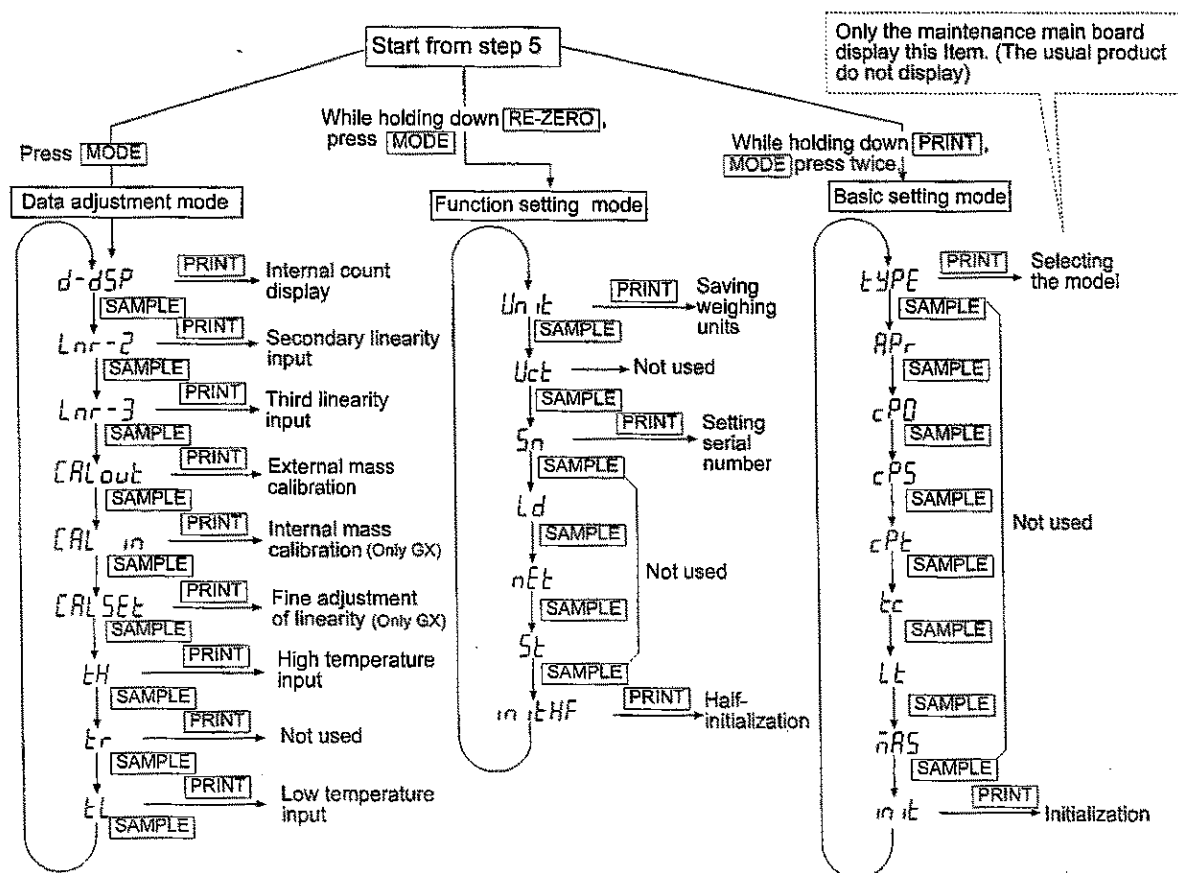 Start from step 5
Only the maintenance main board
display this Item. (The usual product
do not display)
Press MODE
Data adjustment mode
d-dSP
PRINT
Internal count
display
SAMPLE
Lnr-2
PRINT
Secondary linearity
input
SAMPLE
Lnr-3
PRINT
Third linearity
input
SAMPLE
CALout
PRINT
External mass
calibration
SAMPLE
CAL in
PRINT
Internal mass
calibration (Only GX)
SAMPLE
CALSEt
PRINT
Fine adjustment
of linearity (Only GX)
SAMPLE
tH
PRINT
High temperature
input
SAMPLE
tr
PRINT
Not used
SAMPLE
tL
PRINT
Low temperature
input
SAMPLE
While holding down RE-ZERO,
press MODE
Function setting mode
Unit
PRINT
Saving
weighing
units
SAMPLE
Uct
Not used
SAMPLE
Sn
PRINT
Setting
serial
number
SAMPLE
Ld
SAMPLE
nEt
SAMPLE
St
SAMPLE
Not used
initHF
PRINT
Half-
initialization
While holding down PRINT,
MODE press twice.
Basic setting mode
tYPE
PRINT
Selecting
the model
SAMPLE
APr
SAMPLE
cP0
SAMPLE
cPS
SAMPLE
cPt
SAMPLE
tc
SAMPLE
Lt
SAMPLE
mAS
SAMPLE
Not used
init
PRINT
Initialization